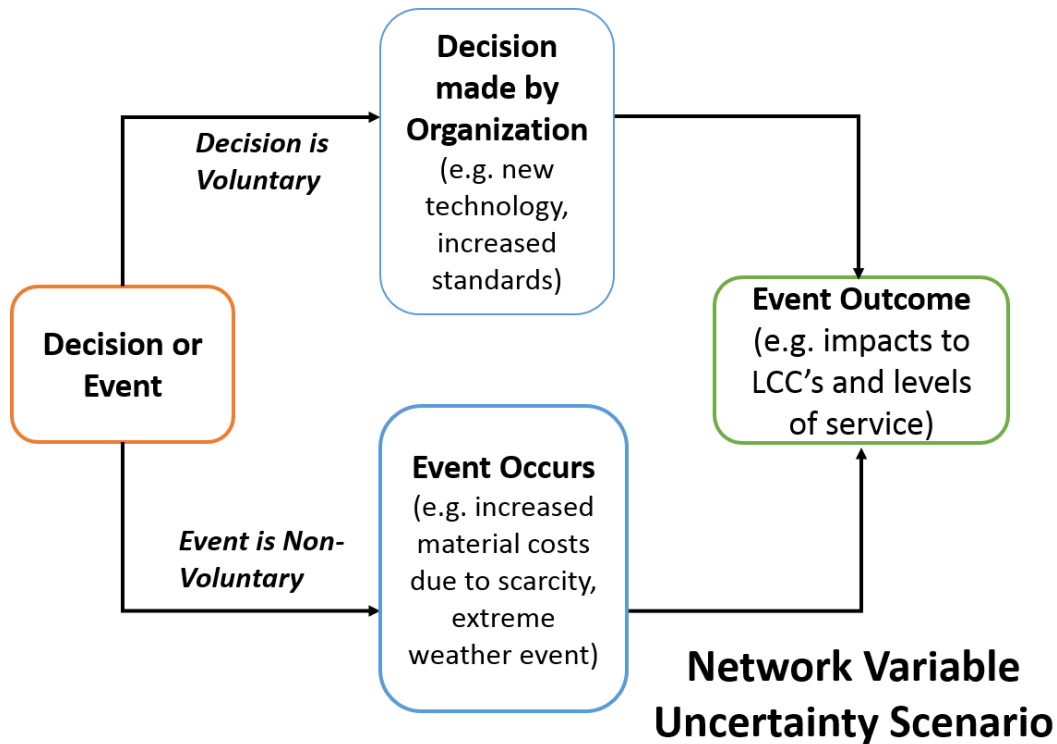 Decision
made by
Organization
(e.g. new
technology,
increased
standards)
Decision is
Voluntary
Decision or
Event
Event Outcome
(e.g. impacts to
LCC's and levels
of service)
Event is Non-
Voluntary
Event Occurs
(e.g. increased
material costs
due to scarcity,
extreme
weather event)
Network Variable
Uncertainty Scenario